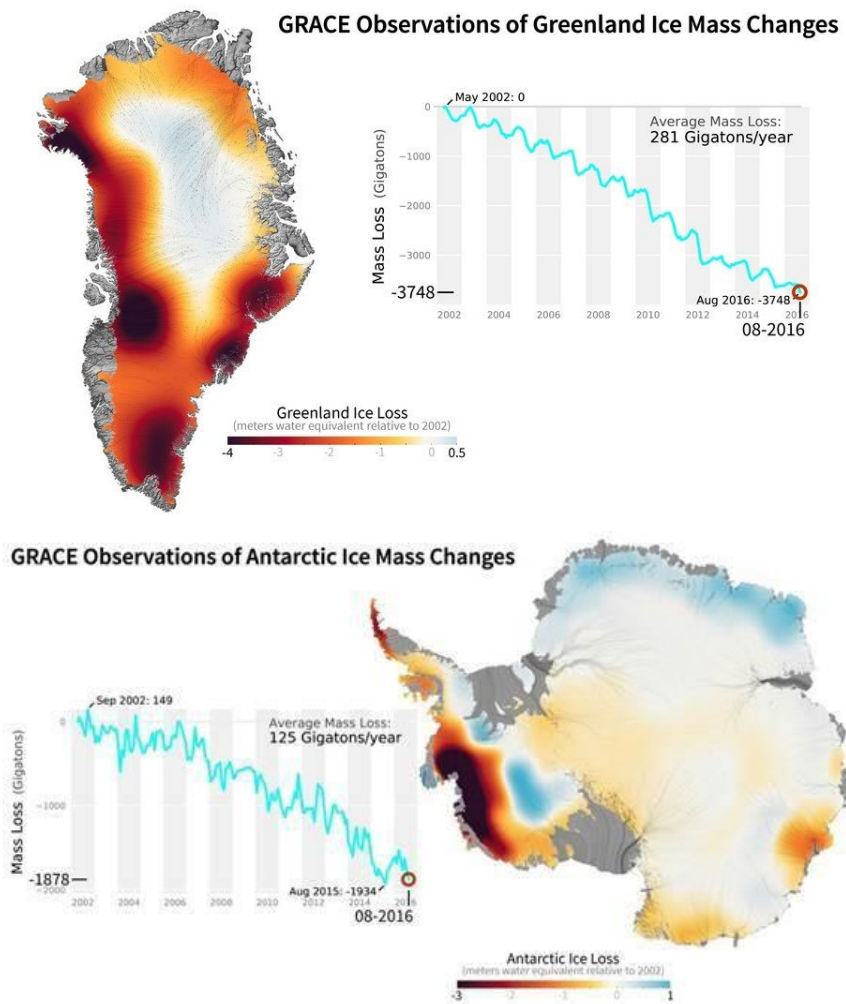 GRACE Observations of Greenland Ice Mass Changes
May 2002: 0
Average Mass Loss:
281 Gigatons/year
Mass Loss (Gigatons)
0
−1000
−2000
−3000
-3748
Aug 2016: -3748
2002 2004 2006 2008 2010 2012 2014 2016
08-2016
Greenland Ice Loss
(meters water equivalent relative to 2002)
-4 -3 -2 -1 0 0.5
GRACE Observations of Antarctic Ice Mass Changes
Sep 2002: 149
Average Mass Loss:
125 Gigatons/year
Mass Loss (Gigatons)
0
−1000
-1878
−2000
Aug 2015: -1934
2002 2004 2006 2008 2010 2012 2014 2016
08-2016
Antarctic Ice Loss
(meters water equivalent relative to 2002)
-3 -2 -1 0 1